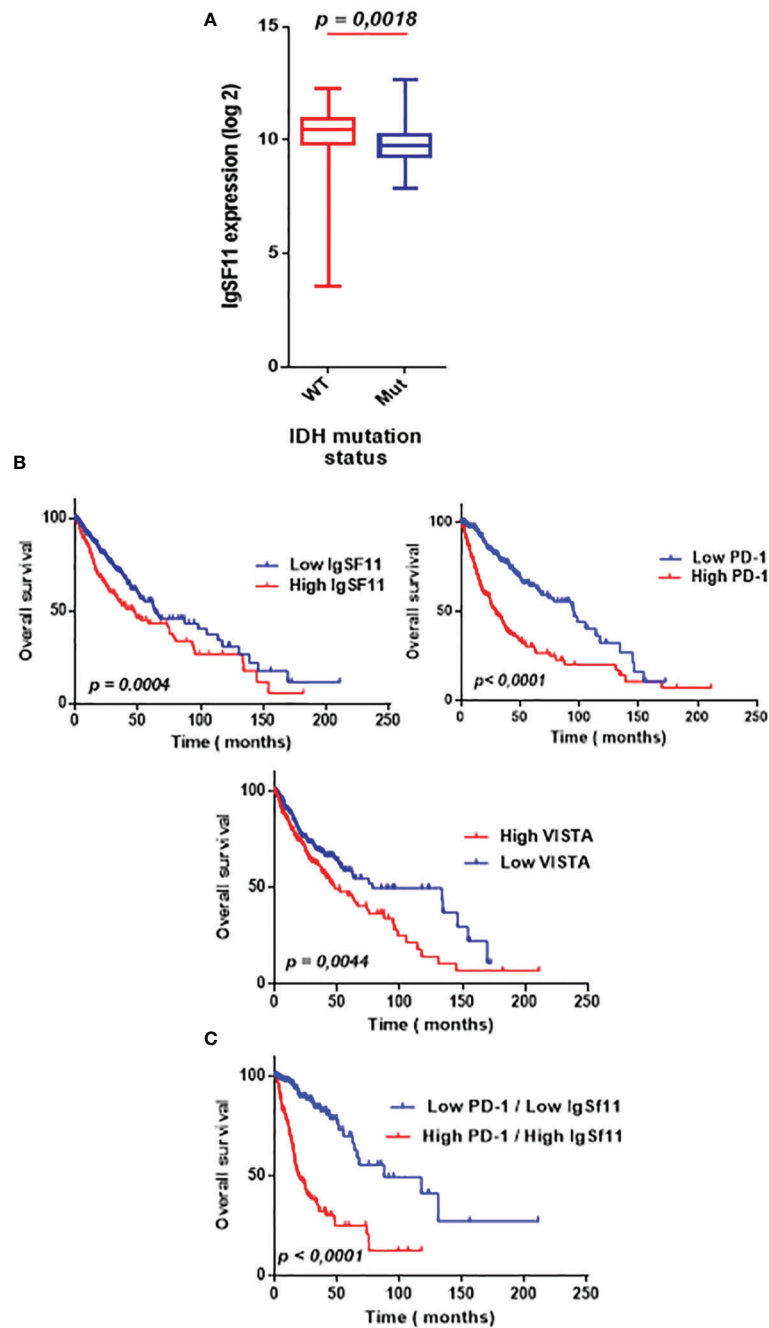 A
p = 0,0018
IgSF11 expression (log 2)
15
10
5
0
WT
Mut
IDH mutation
status
B
Overall survival
100
50
0
Low IgSF11
High IgSF11
p = 0.0004
0 50 100 150 200 250
Time ( months)
Overall survival
100
50
0
Low PD-1
High PD-1
p< 0,0001
0 50 100 150 200 250
Time ( months)
Overall survival
100
50
0
High VISTA
Low VISTA
p = 0,0044
0 50 100 150 200 250
Time ( months)
C
Overall survival
100
50
0
Low PD-1 / Low IgSf11
High PD-1 / High IgSf11
p < 0,0001
0 50 100 150 200 250
Time ( months)